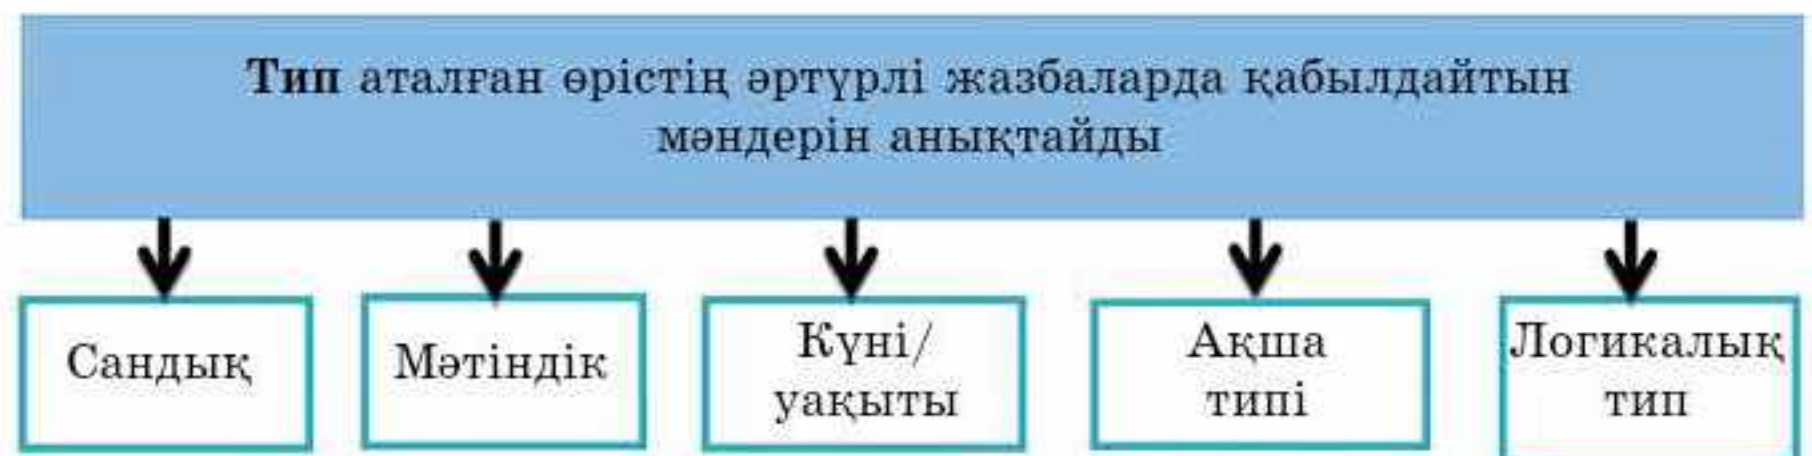 Тип аталған өрістің әртүрлі жазбаларда қабылдайтын
мәндерін анықтайды
Сандық
Мәтіндік
Күні/
уақыты
Ақша
типі
Логикалық
тип